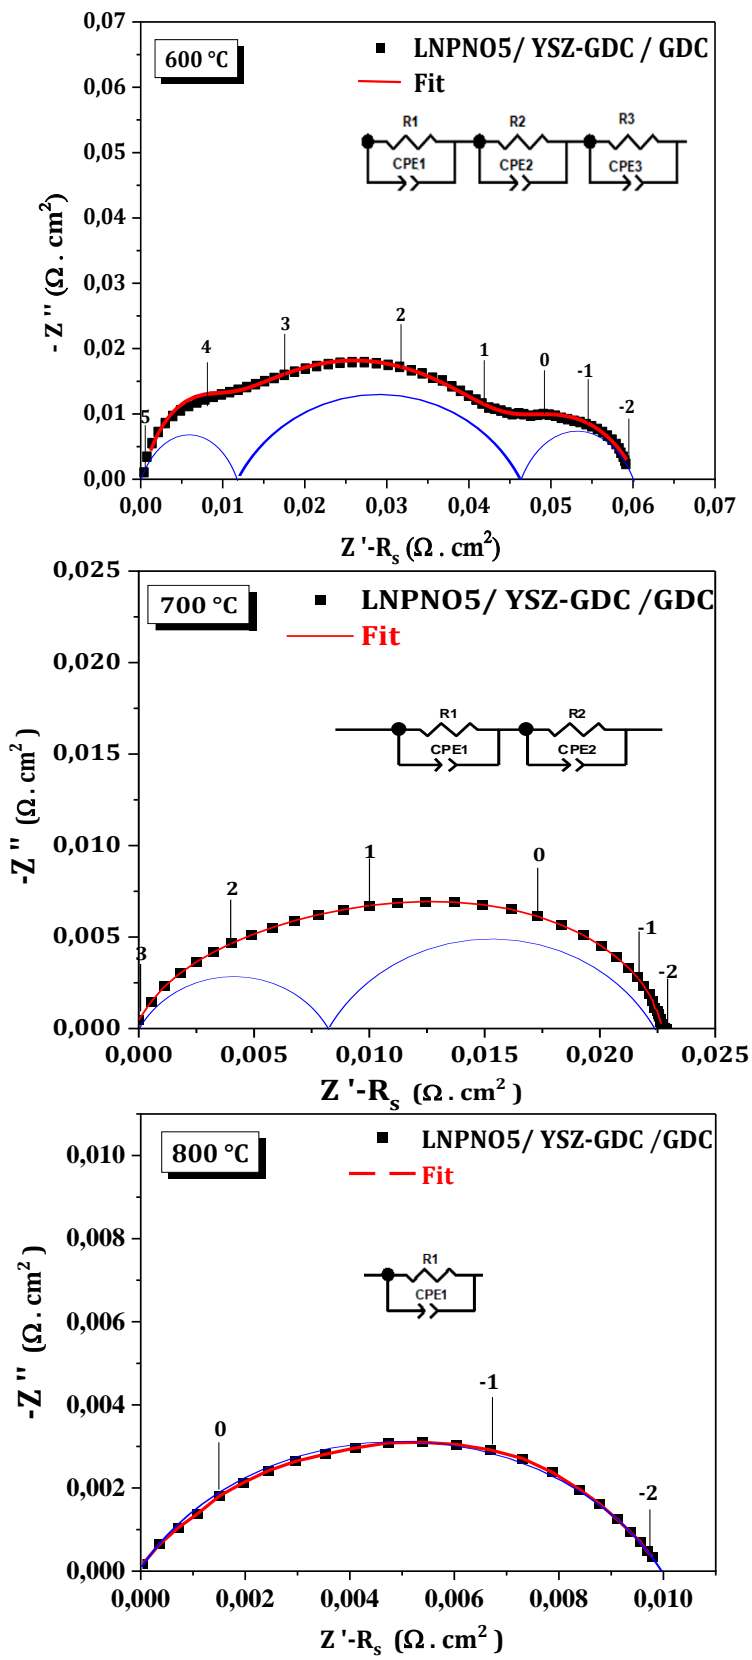 0,07
600 °C
LNPNO5/ YSZ-GDC / GDC
Fit
0,06
R1 R2 R3
CPE1 CPE2 CPE3
0,05
0,04
-Z'' (Ω . cm²)
0,03
0,02
5 4 3 2 1 0 -1 -2
0,01
0,00
0,00 0,01 0,02 0,03 0,04 0,05 0,06 0,07
Z '-Rs (Ω . cm²)
0,025
700 °C
LNPNO5/ YSZ-GDC /GDC
Fit
0,020
R1 R2
CPE1 CPE2
0,015
-Z'' (Ω . cm²)
0,010
3 2 1 0 -1 -2
0,005
0,000
0,000 0,005 0,010 0,015 0,020 0,025
Z '-Rs (Ω . cm²)
0,010
800 °C
LNPNO5/ YSZ-GDC /GDC
Fit
0,008
R1
CPE1
0,006
-Z'' (Ω . cm²)
0,004
0 -1 -2
0,002
0,000
0,000 0,002 0,004 0,006 0,008 0,010
Z '-Rs (Ω . cm²)